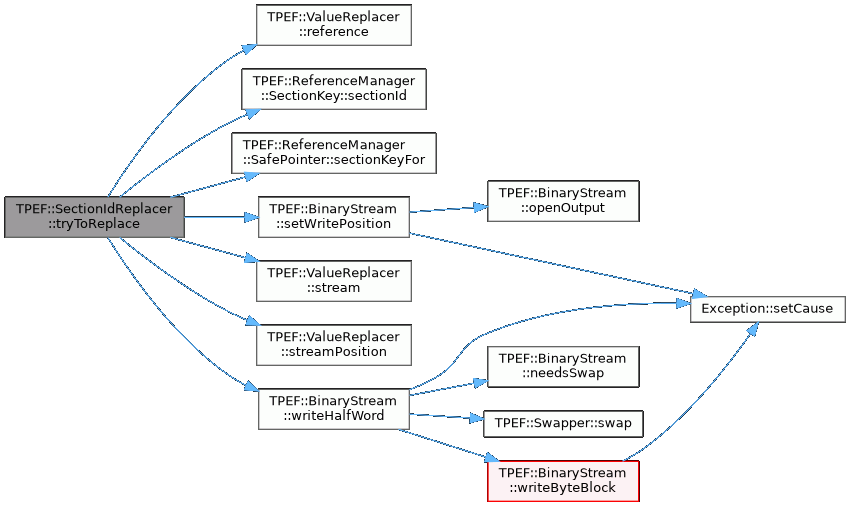 TPEF::SectionIdReplacer
::tryToReplace
TPEF::ValueReplacer
::reference
TPEF::ReferenceManager
::SectionKey::sectionId
TPEF::ReferenceManager
::SafePointer::sectionKeyFor
TPEF::BinaryStream
::setWritePosition
TPEF::BinaryStream
::openOutput
Exception::setCause
TPEF::ValueReplacer
::stream
TPEF::ValueReplacer
::streamPosition
TPEF::BinaryStream
::writeHalfWord
TPEF::BinaryStream
::needsSwap
TPEF::Swapper::swap
TPEF::BinaryStream
::writeByteBlock